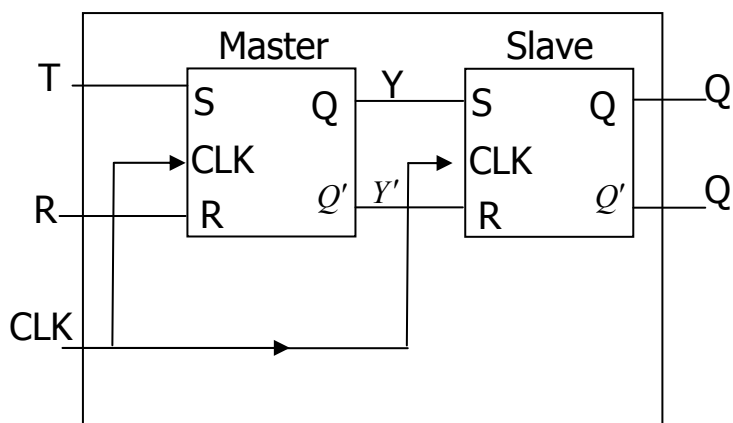 Master Slave
T S Q Y S Q Q
CLK CLK
R R Q' Y' R Q' Q
CLK